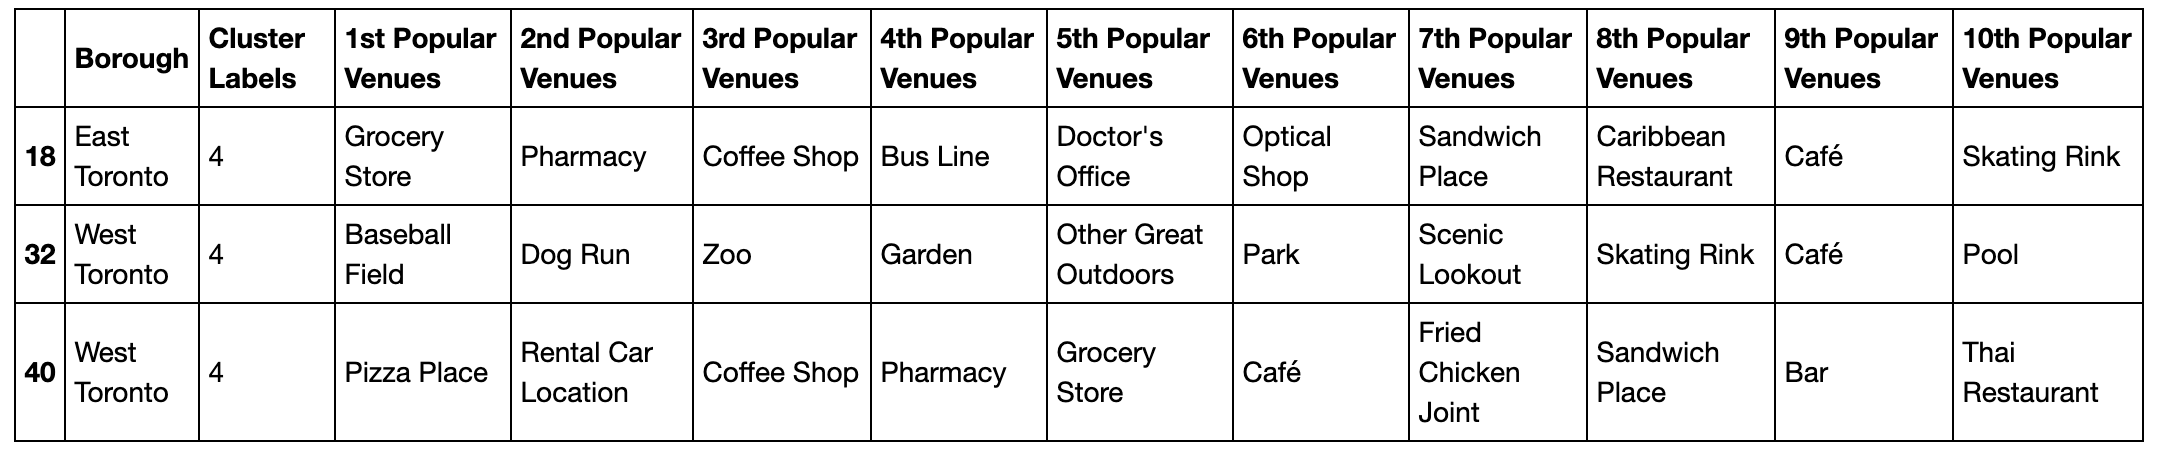 Borough Cluster Labels 1st Popular Venues 2nd Popular Venues 3rd Popular Venues 4th Popular Venues 5th Popular Venues 6th Popular Venues 7th Popular Venues 8th Popular Venues 9th Popular Venues 10th Popular Venues
18 East Toronto 4 Grocery Store Pharmacy Coffee Shop Bus Line Doctor's Office Optical Shop Sandwich Place Caribbean Restaurant Café Skating Rink
32 West Toronto 4 Baseball Field Dog Run Zoo Garden Other Great Outdoors Park Scenic Lookout Skating Rink Café Pool
40 West Toronto 4 Pizza Place Rental Car Location Coffee Shop Pharmacy Grocery Store Café Fried Chicken Joint Sandwich Place Bar Thai Restaurant